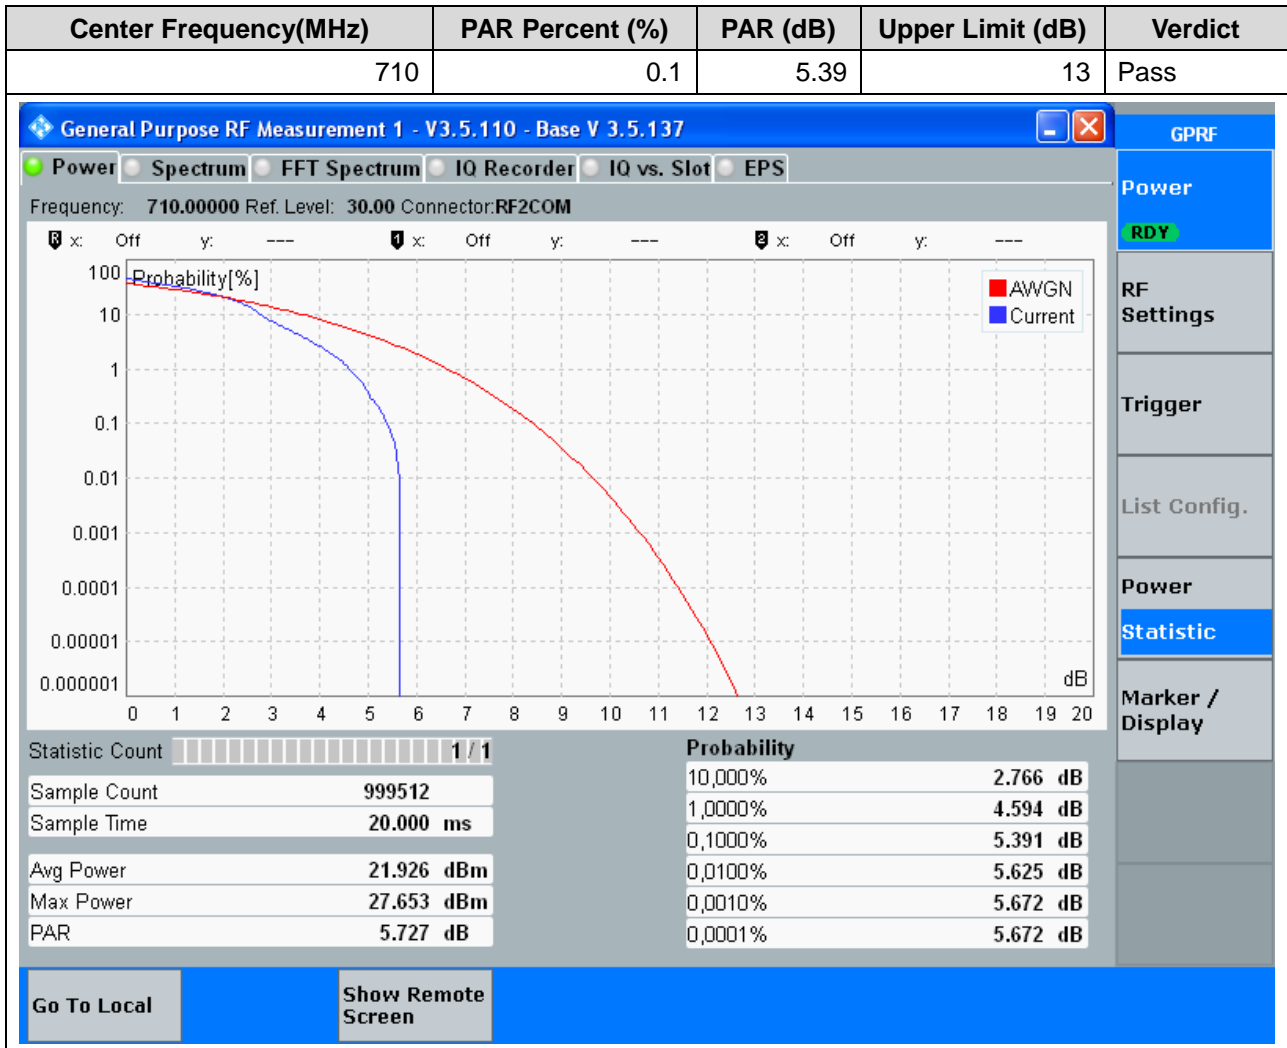 Center Frequency(MHz) PAR Percent (%) PAR (dB) Upper Limit (dB) Verdict
710 0.1 5.39 13 Pass
General Purpose RF Measurement 1 - V3.5.110 - Base V 3.5.137
GPRF
Power Spectrum FFT Spectrum IQ Recorder IQ vs. Slot EPS
Frequency: 710.00000 Ref. Level: 30.00 Connector:RF2COM
R x: Off y: --- 1 x: Off y: --- 2 x: Off y: ---
Probability[%]
AWGN
Current
100
10
1
0.1
0.01
0.001
0.0001
0.00001
0.000001
dB
0 1 2 3 4 5 6 7 8 9 10 11 12 13 14 15 16 17 18 19 20
Statistic Count 1 / 1
Sample Count 999512
Sample Time 20.000 ms
Avg Power 21.926 dBm
Max Power 27.653 dBm
PAR 5.727 dB
Probability
10,000% 2.766 dB
1,0000% 4.594 dB
0,1000% 5.391 dB
0,0100% 5.625 dB
0,0010% 5.672 dB
0,0001% 5.672 dB
Power
RDY
RF
Settings
Trigger
List Config.
Power
Statistic
Marker /
Display
Go To Local
Show Remote
Screen